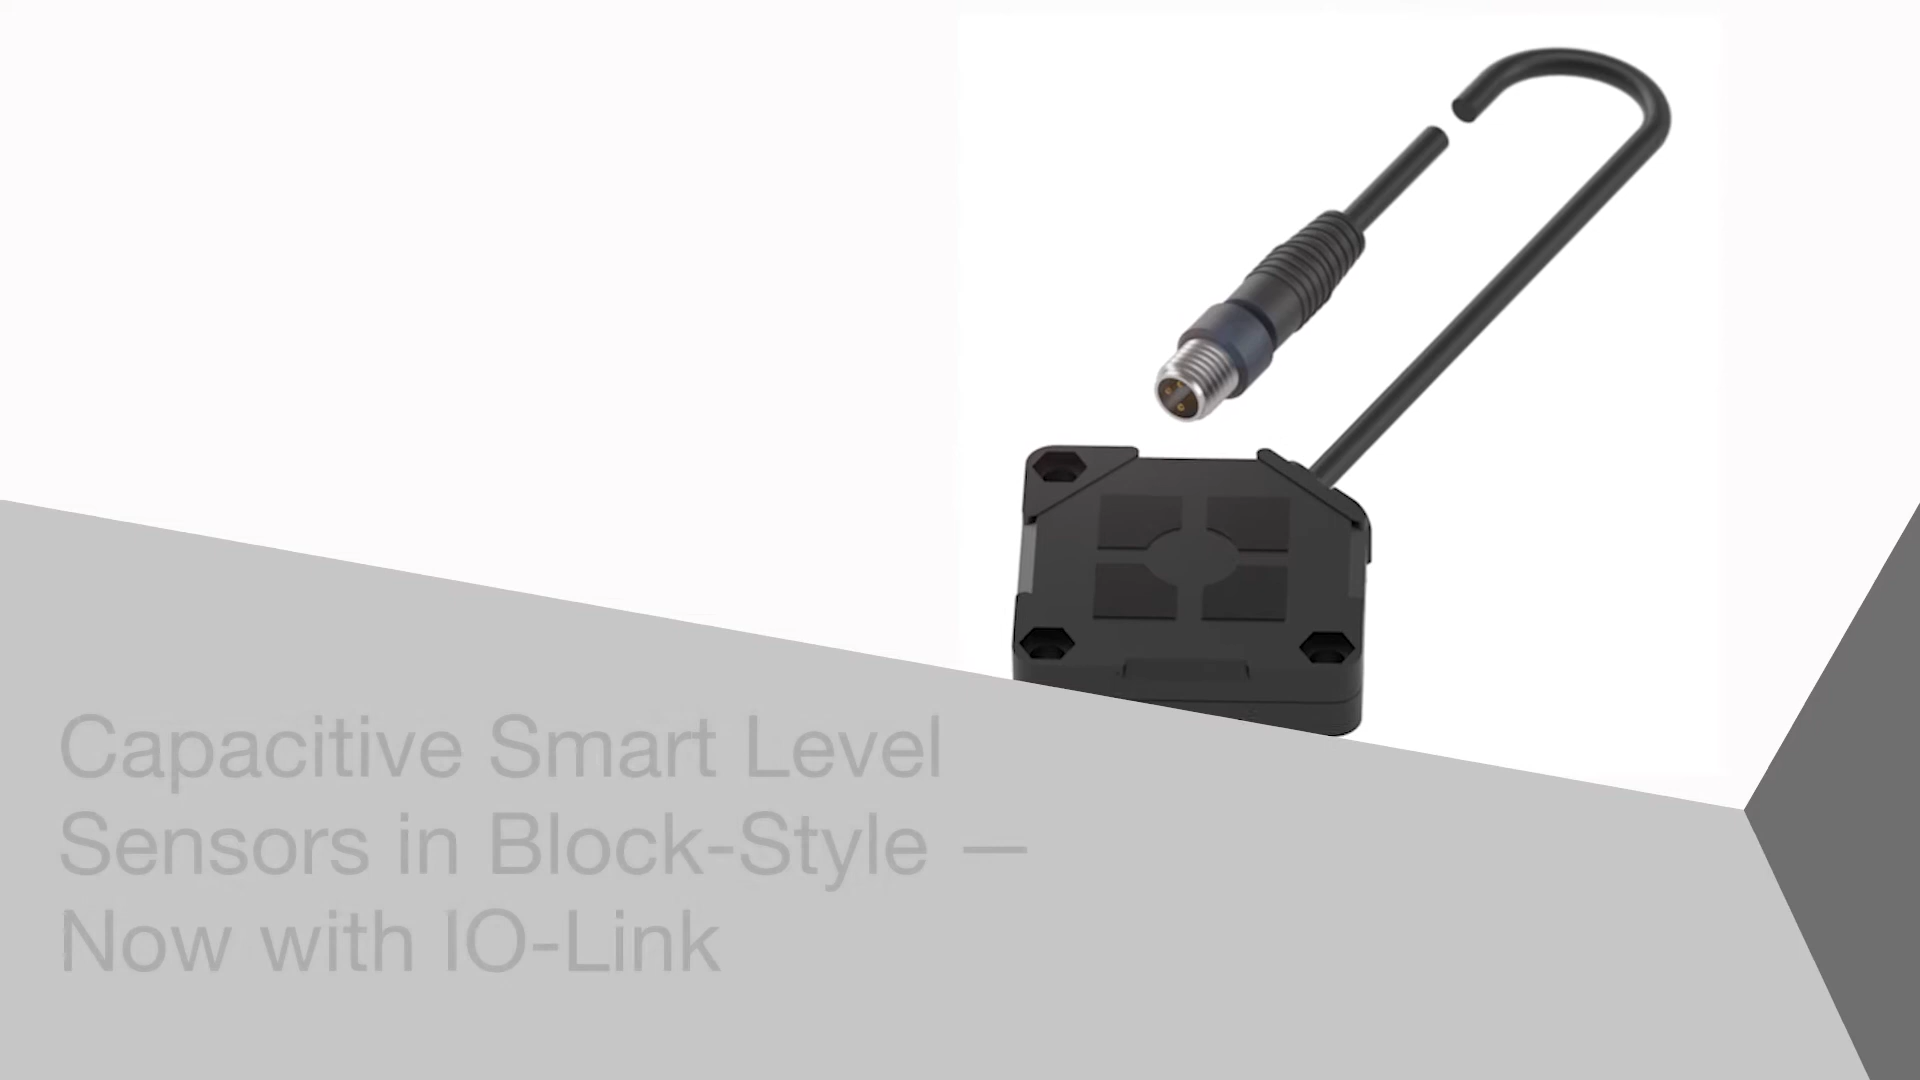 Capacitive Smart Level
Sensors in Block-Style —
Now with IO-Link